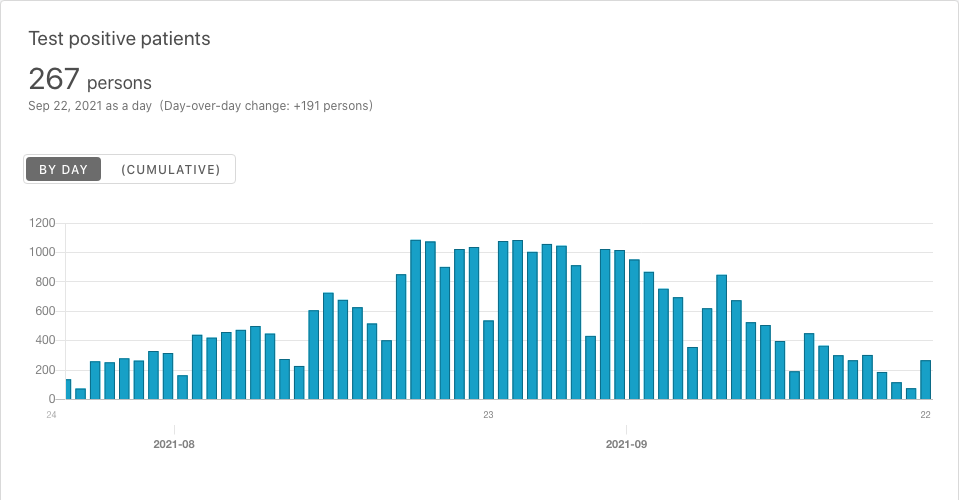 Test positive patients
267 persons
Sep 22, 2021 as a day (Day-over-day change: +191 persons)
BY DAY (CUMULATIVE)
1200
1000
800
600
400
200
0
24 23 22
2021-08 2021-09